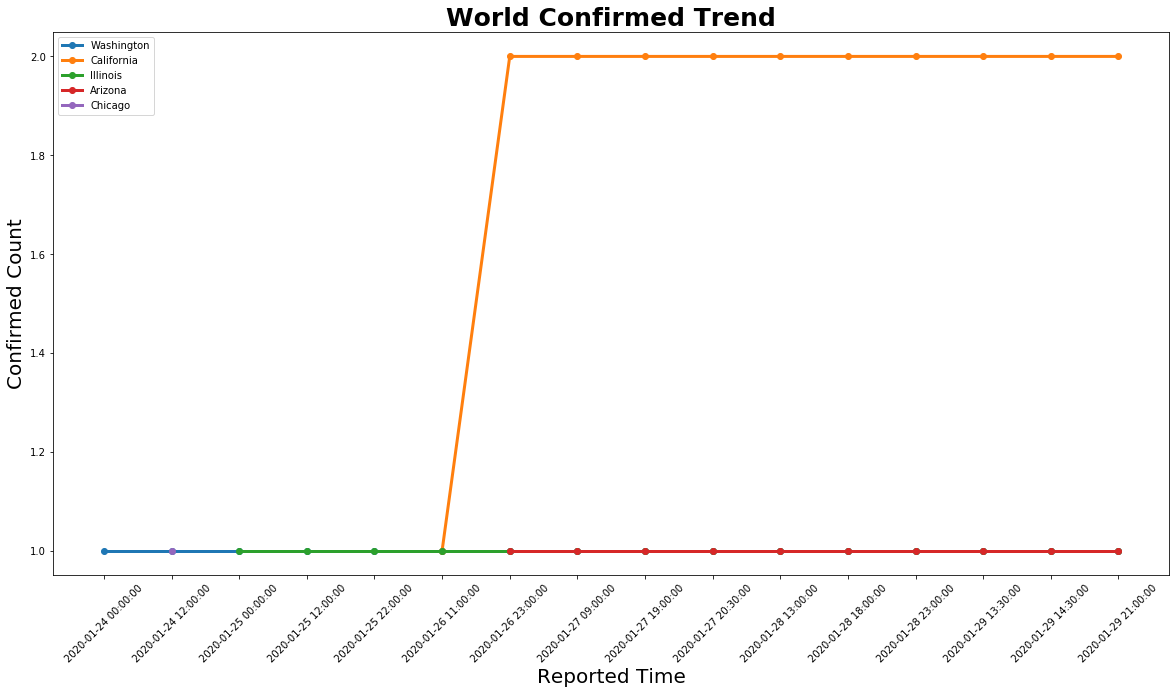 World Confirmed Trend
Washington
California
Illinois
Arizona
Chicago
Confirmed Count
2.0
1.8
1.6
1.4
1.2
1.0
2020-01-24 00:00:00
2020-01-24 12:00:00
2020-01-25 00:00:00
2020-01-25 12:00:00
2020-01-25 22:00:00
2020-01-26 11:00:00
2020-01-26 23:00:00
2020-01-27 09:00:00
2020-01-27 19:00:00
2020-01-27 20:30:00
2020-01-28 13:00:00
2020-01-28 18:00:00
2020-01-28 23:00:00
2020-01-29 13:30:00
2020-01-29 14:30:00
2020-01-29 21:00:00
Reported Time